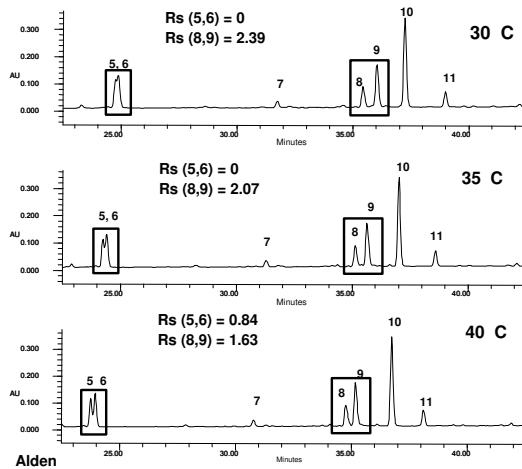 Rs (5,6) = 0
Rs (8,9) = 2.39
30 C
10
5, 6
9
8
7
11
0.300
0.200
AU
0.100
0.000
25.00
30.00
35.00
40.00
Minutes
Rs (5,6) = 0
Rs (8,9) = 2.07
35 C
10
5, 6
9
8
7
11
0.300
0.200
AU
0.100
0.000
25.00
30.00
35.00
40.00
Minutes
Rs (5,6) = 0.84
Rs (8,9) = 1.63
40 C
10
5 6
9
8
7
11
0.300
0.200
0.100
AU
0.000
25.00
30.00
35.00
40.00
Alden
Minutes